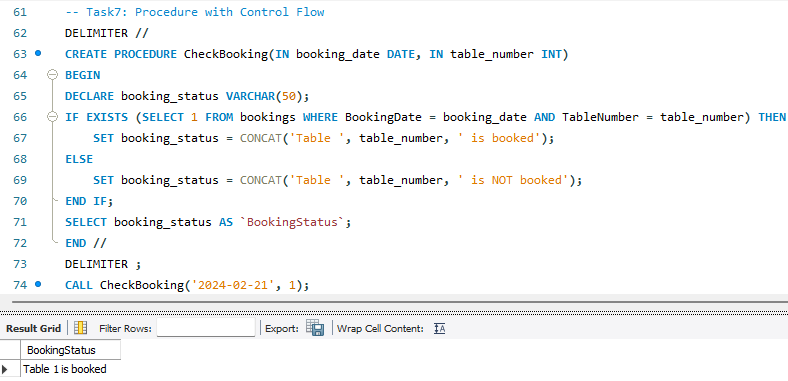 61 -- Task7: Procedure with Control Flow
62 DELIMITER //
63 CREATE PROCEDURE CheckBooking(IN booking_date DATE, IN table_number INT)
64 BEGIN
65 DECLARE booking_status VARCHAR(50);
66 IF EXISTS (SELECT 1 FROM bookings WHERE BookingDate = booking_date AND TableNumber = table_number) THEN
67 SET booking_status = CONCAT('Table ', table_number, ' is booked');
68 ELSE
69 SET booking_status = CONCAT('Table ', table_number, ' is NOT booked');
70 END IF;
71 SELECT booking_status AS `BookingStatus`;
72 END //
73 DELIMITER ;
74 CALL CheckBooking('2024-02-21', 1);
Result Grid Filter Rows: Export: Wrap Cell Content: IA
BookingStatus
Table 1 is booked